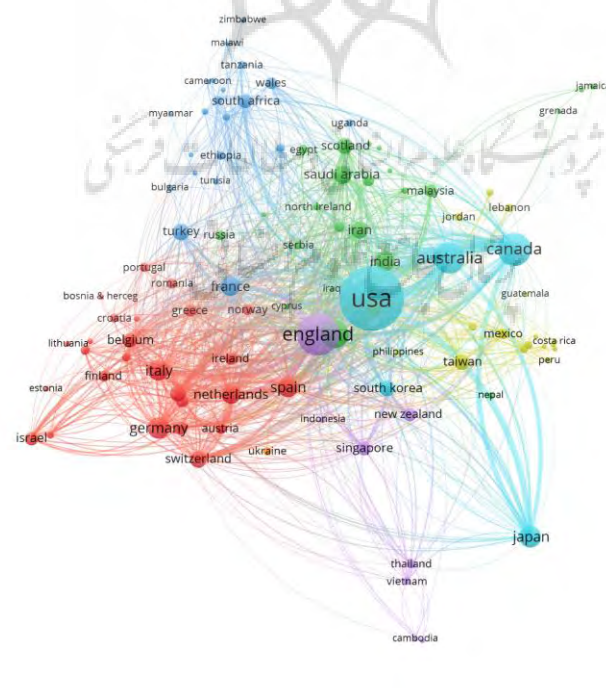 zimbabwe
malawi
tanzania
cameroon
wales
south africa
jamaica
myanmar
grenada
uganda
egypt
scotland
ethiopia
saudi arabia
tunisia
bulgaria
malaysia
north ireland
lebanon
jordan
turkey
russia
iran
serbia
canada
australia
india
portugal
romania
france
iraq
usa
guatemala
bosnia & herceg
greece
norway
cyprus
croatia
england
mexico
costa rica
lithuania
belgium
philippines
ireland
taiwan
peru
finland
italy
estonia
netherlands
spain
south korea
nepal
indonesia
new zealand
germany
austria
israel
switzerland
ukraine
singapore
japan
thailand
vietnam
cambodia